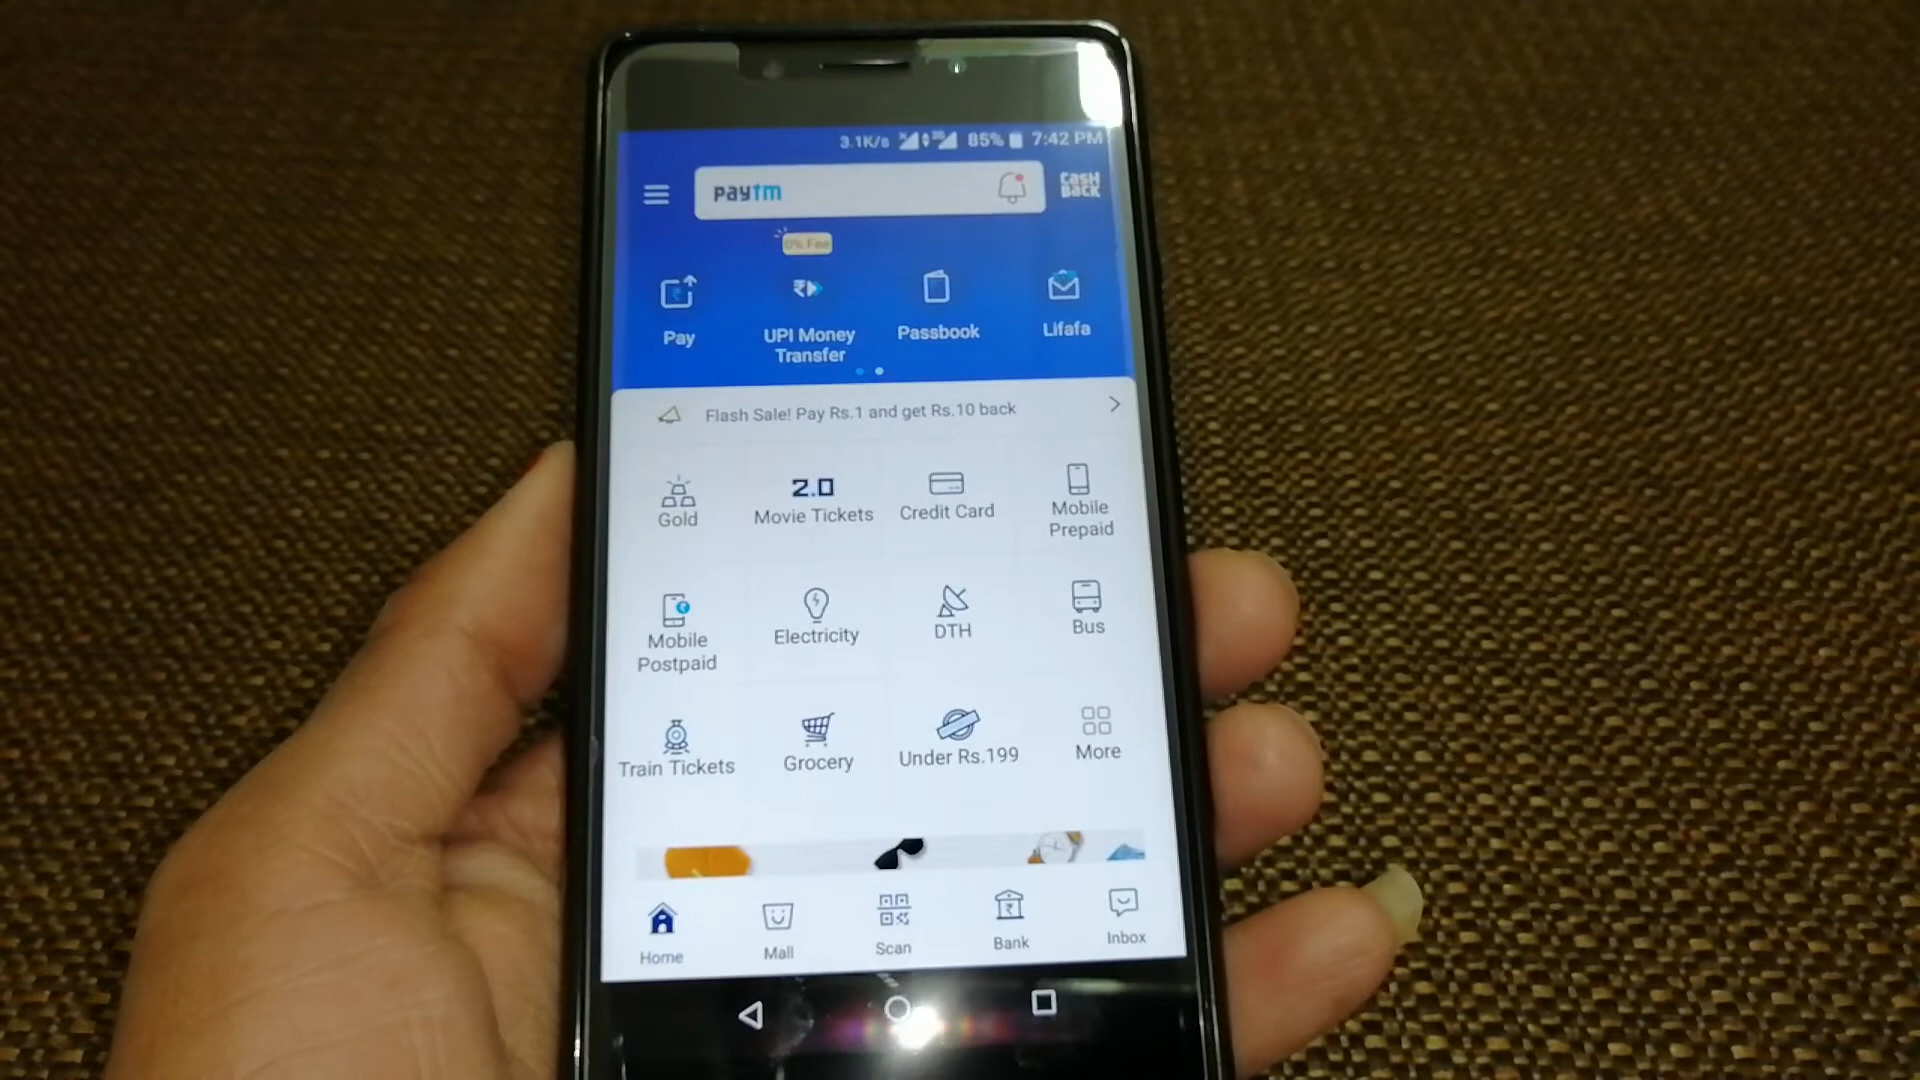 3.1K/s 85% 7:42 PM
paytm
CASH
BACK
0% Fee
Pay
UPI Money
Transfer
Passbook
Lifafa
Flash Sale! Pay Rs.1 and get Rs.10 back
Gold
2.0
Movie Tickets
Credit Card
Mobile
Prepaid
Mobile
Postpaid
Electricity
DTH
Bus
Train Tickets
Grocery
Under Rs.199
More
Home
Mall
Scan
Bank
Inbox